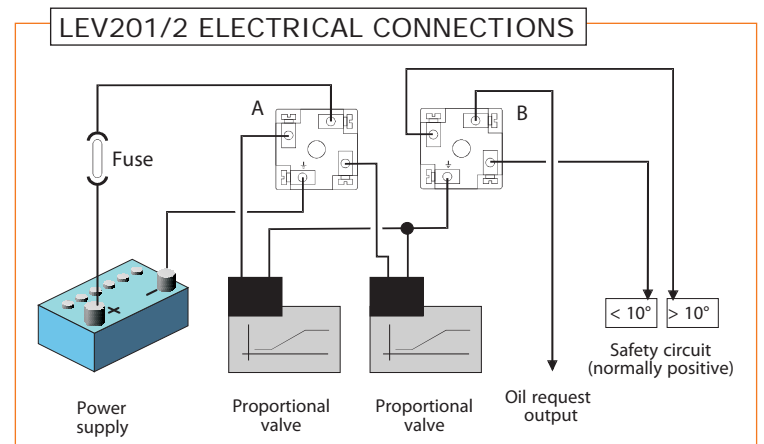 LEV201/2 ELECTRICAL CONNECTIONS
A
B
Fuse
+
−
< 10°
> 10°
Safety circuit
(normally positive)
Oil request
output
Power
supply
Proportional
valve
Proportional
valve